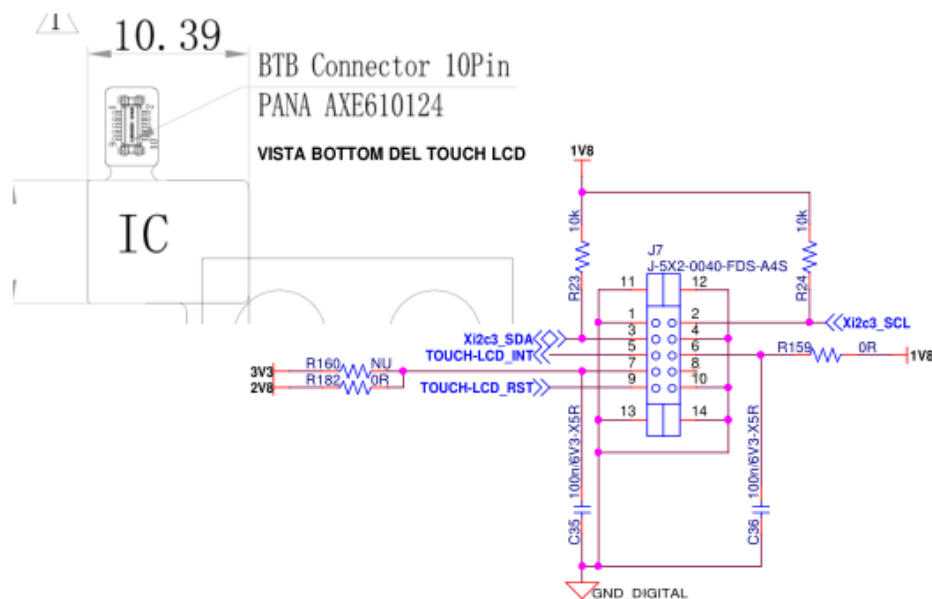 1
10.39
BTB Connector 10Pin
PANA AXE610124
VISTA BOTTOM DEL TOUCH LCD
IC
1V8
10k
R23
10k
R24
J7
J-5X2-0040-FDS-A4S
11 12
1 2
3 4
5 6
7 8
9 10
13 14
Xi2c3_SDA
Xi2c3_SCL
TOUCH-LCD_INT
R159 0R
1V8
3V3 R160 NU
2V8 R182 0R
TOUCH-LCD_RST
100n/6V3-X5R
C35
100n/6V3-X5R
C36
GND_DIGITAL